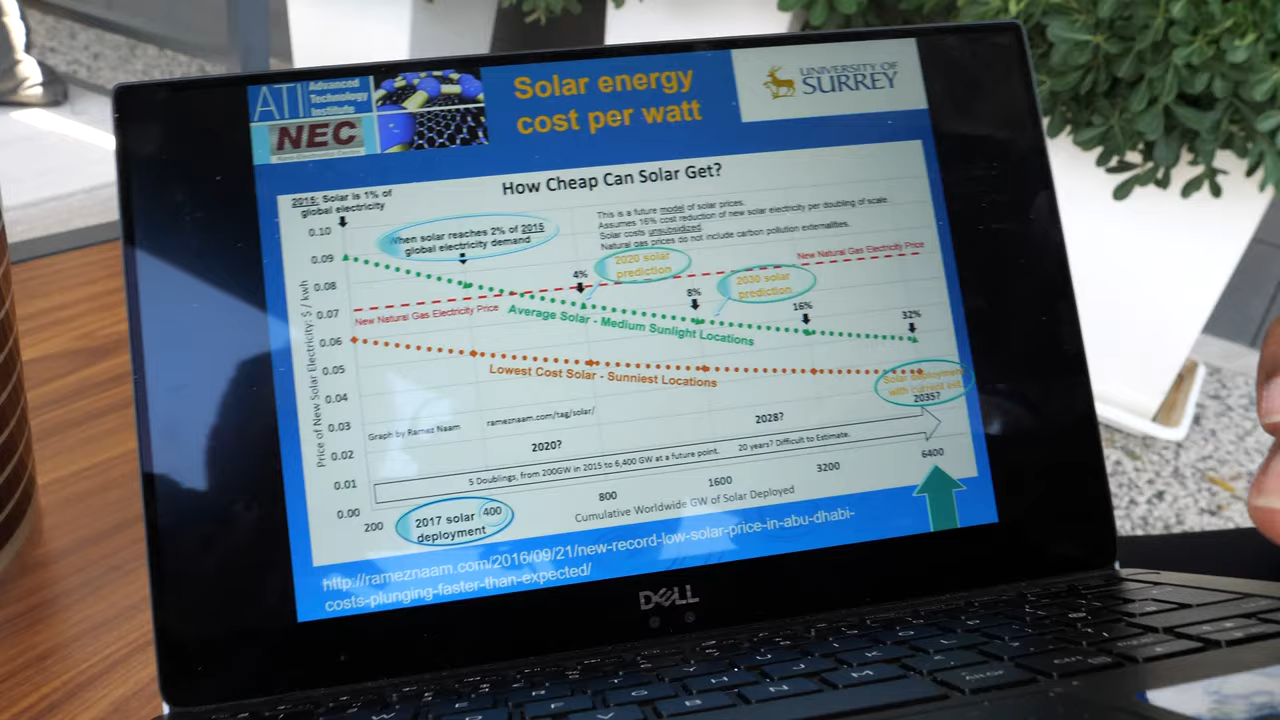 ATI Advanced
Technology
Institute
NEC
Nano-Electronics Centre
Solar energy
cost per watt
UNIVERSITY OF
SURREY
How Cheap Can Solar Get?
2015: Solar is 1% of
global electricity
When solar reaches 2% of 2015
global electricity demand
This is a future model of solar prices.
Assumes 16% cost reduction of new solar electricity per doubling of scale
Solar costs unsubsidized.
Natural gas prices do not include carbon pollution externalities.
Price of New Solar Electricity: $ / kwh
0.10
0.09
0.08
0.07
0.06
0.05
0.04
0.03
0.02
0.01
0.00
2020 solar
prediction
2030 solar
prediction
4%
8%
16%
32%
New Natural Gas Electricity Price
New Natural Gas Electricity Price
Average Solar - Medium Sunlight Locations
Lowest Cost Solar - Sunniest Locations
Solar deployment
with current est.
2035?
Graph by Ramez Naam
rameznaam.com/tag/solar/
2020?
2028?
5 Doublings, from 200GW in 2015 to 6,400 GW at a future point.
20 years? Difficult to Estimate.
200
400
800
1600
3200
6400
2017 solar
deployment
Cumulative Worldwide GW of Solar Deployed
http://rameznaam.com/2016/09/21/new-record-low-solar-price-in-abu-dhabi-
costs-plunging-faster-than-expected/
DELL